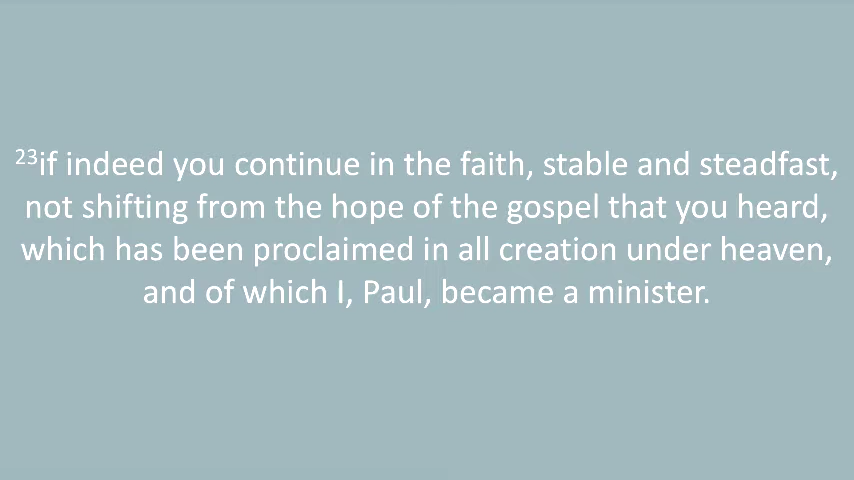 23if indeed you continue in the faith, stable and steadfast,
not shifting from the hope of the gospel that you heard,
which has been proclaimed in all creation under heaven,
and of which I, Paul, became a minister.